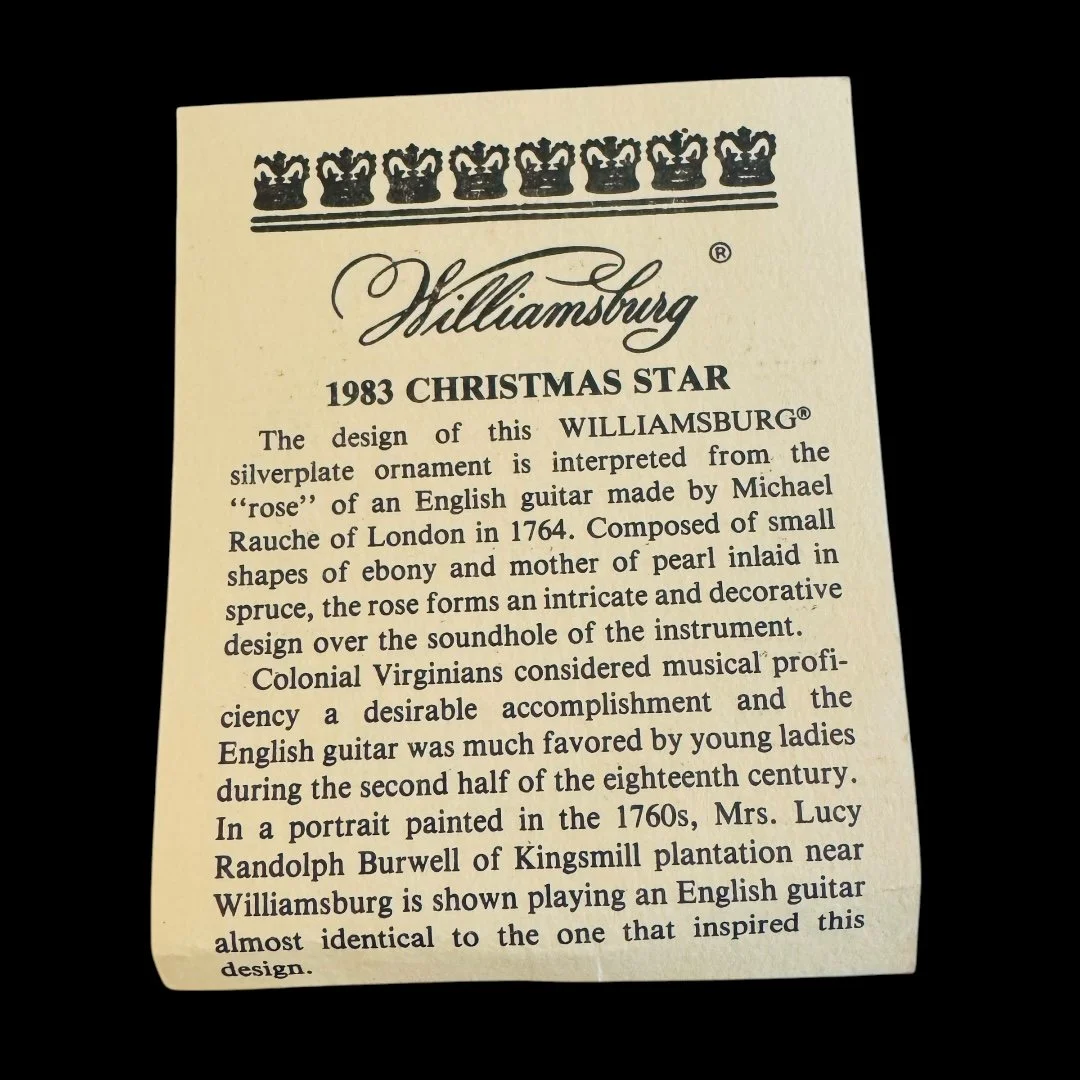 Williamsburg ®
1983 CHRISTMAS STAR
The design of this WILLIAMSBURG®
silverplate ornament is interpreted from the
“rose” of an English guitar made by Michael
Rauche of London in 1764. Composed of small
shapes of ebony and mother of pearl inlaid in
spruce, the rose forms an intricate and decorative
design over the soundhole of the instrument.
Colonial Virginians considered musical profi-
ciency a desirable accomplishment and the
English guitar was much favored by young ladies
during the second half of the eighteenth century.
In a portrait painted in the 1760s, Mrs. Lucy
Randolph Burwell of Kingsmill plantation near
Williamsburg is shown playing an English guitar
almost identical to the one that inspired this
design.